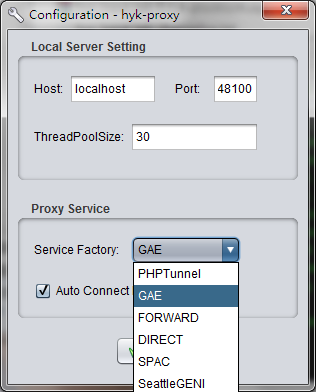 Configuration - hyk-proxy
Local Server Setting
Host: localhost Port: 48100
ThreadPoolSize: 30
Proxy Service
Service Factory: GAE
PHPTunnel
Auto Connect GAE
FORWARD
DIRECT
SPAC
SeattleGENI